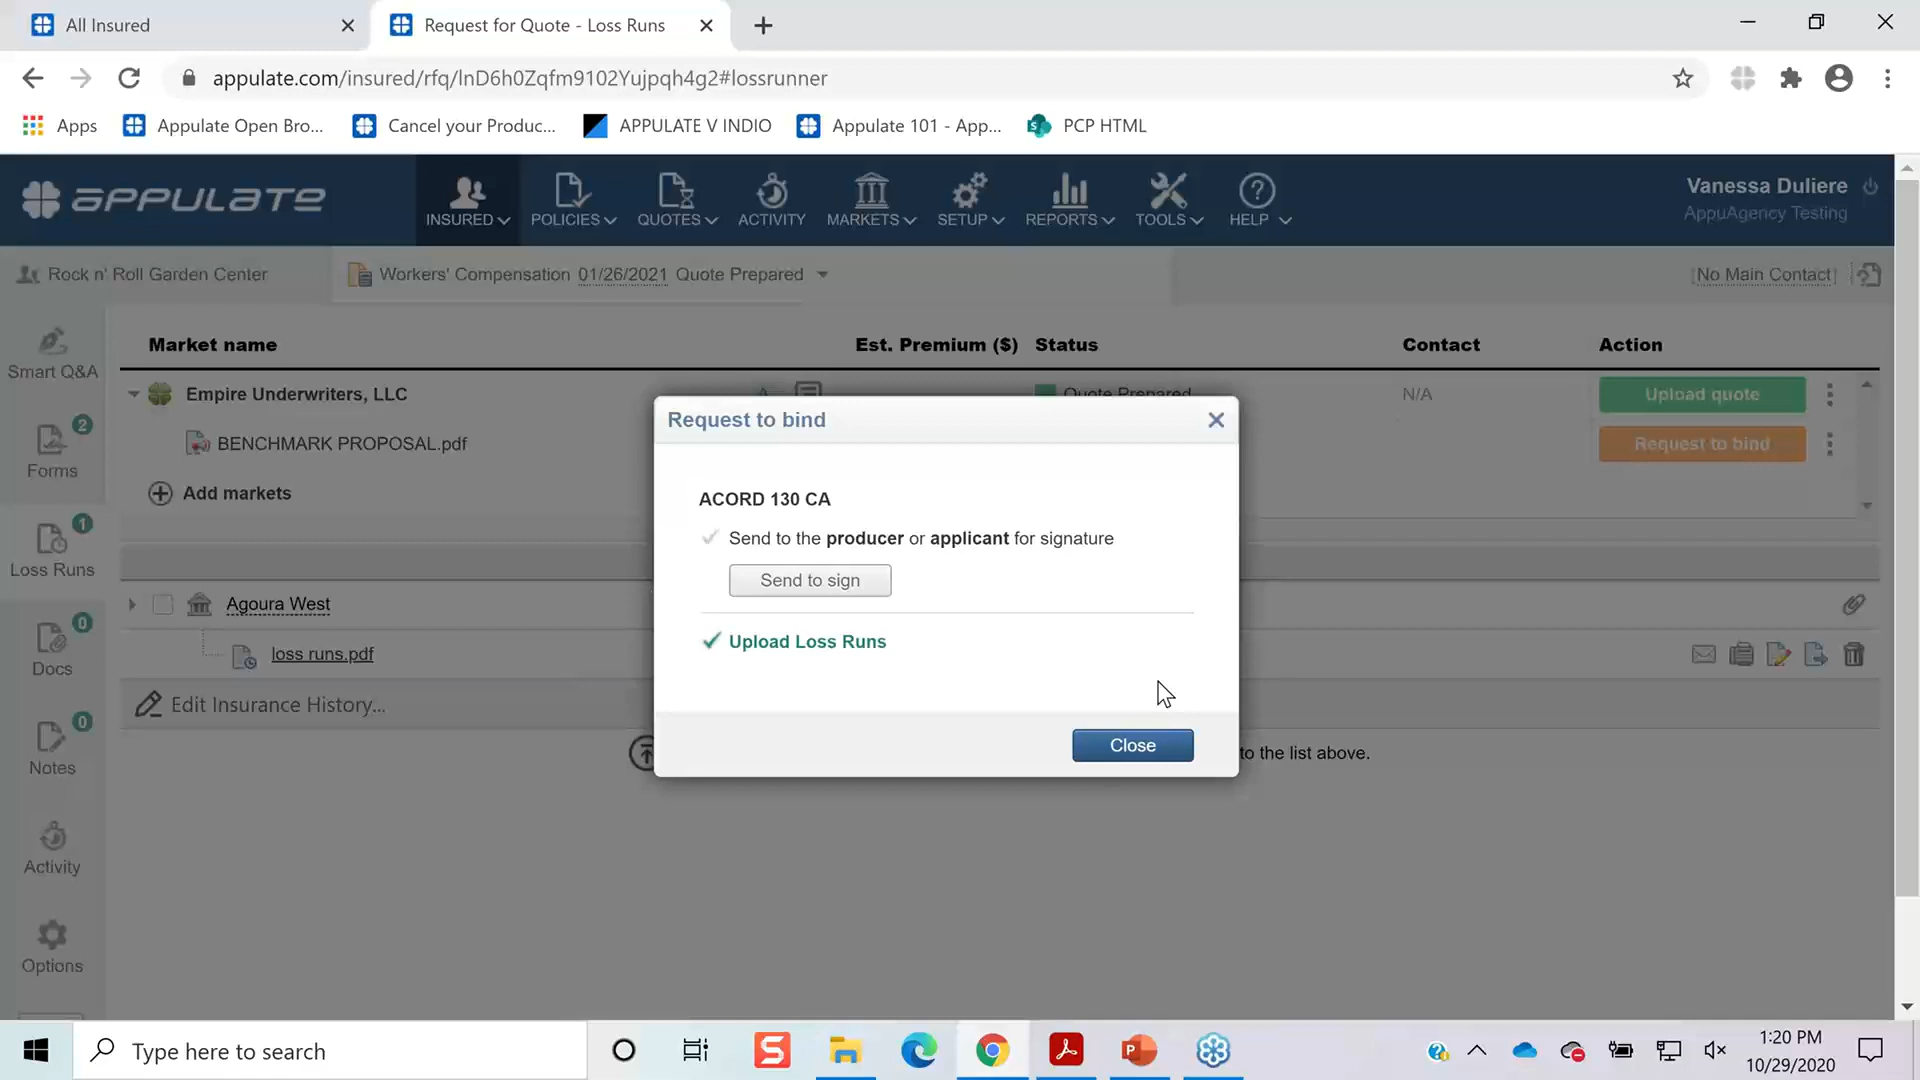 All Insured
Request for Quote - Loss Runs
appulate.com/insured/rfq/lnD6h0Zqfm9102Yujpqh4g2#lossrunner
Apps
Appulate Open Bro...
Cancel your Produc...
APPULATE V INDIO
Appulate 101 - App...
PCP HTML
APPULATE
INSURED
POLICIES
QUOTES
ACTIVITY
MARKETS
SETUP
REPORTS
TOOLS
HELP
Vanessa Duliere
AppuAgency Testing
Rock n' Roll Garden Center
Workers' Compensation 01/26/2021 Quote Prepared
[No Main Contact]
Smart Q&A
2
Forms
1
Loss Runs
0
Docs
0
Notes
Activity
Options
Market name
Est. Premium ($)
Status
Contact
Action
Empire Underwriters, LLC
Quote Prepared
N/A
Upload quote
BENCHMARK PROPOSAL.pdf
Request to bind
Add markets
Agoura West
loss runs.pdf
Edit Insurance History...
to the list above.
Request to bind
ACORD 130 CA
Send to the producer or applicant for signature
Send to sign
Upload Loss Runs
Close
Type here to search
1:20 PM
10/29/2020